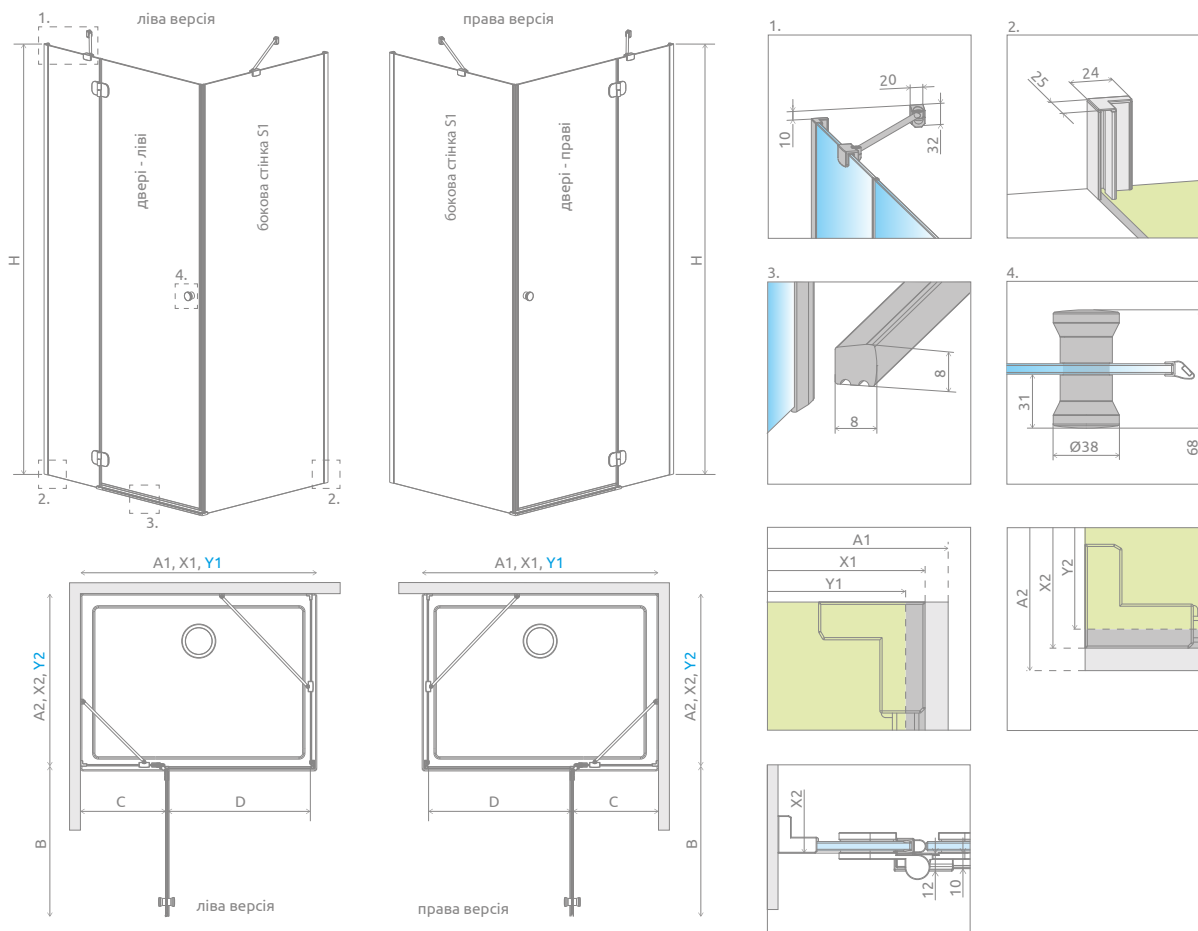 1.
ліва версія
права версія
H
двері - ліві
бокова стінка S1
4.
2.
3.
2.
бокова стінка S1
двері - праві
H
1.
20
10
32
2.
25
24
3.
8
8
4.
31
Ø38
68
A1, X1, Y1
A2, X2, Y2
C
D
B
ліва версія
A1, X1, Y1
A2, X2, Y2
D
C
B
права версія
A1
X1
Y1
A2
X2
Y2
X2
12
10